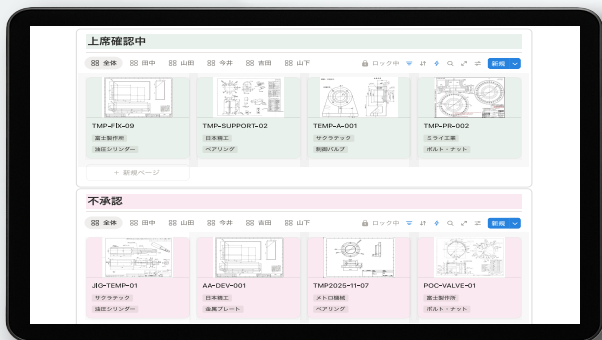 上席確認中
全体 田中 山田 今井 吉田 山下 ロック中 新規
TMP-FIX-09 TMP-SUPPORT-02 TEMP-A-001 TMP-PR-002
富士製作所 日本精工 サクラテック ミライ工業
油圧シリンダー ベアリング 制御バルブ ボルト・ナット
+ 新規ページ
不承認
全体 田中 山田 今井 吉田 山下 ロック中 新規
JIG-TEMP-01 AA-DEV-001 TMP2025-11-07 POC-VALVE-01
サクラテック 日本精工 メトロ機械 富士製作所
油圧シリンダー 金属プレート ベアリング ボルト・ナット